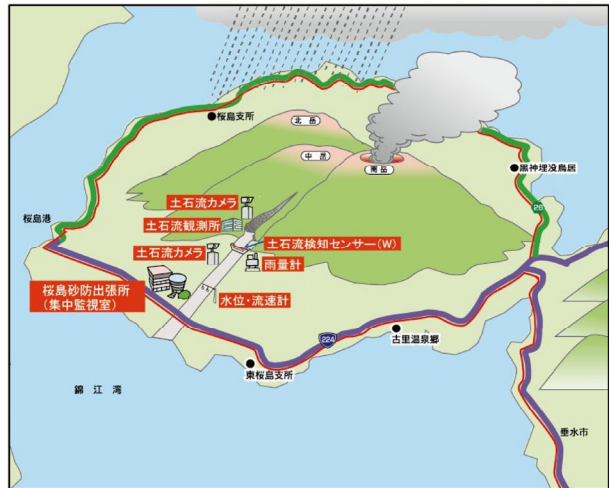 桜島支所
北岳
中岳
南岳
黒神埋没鳥居
26
桜島港
土石流カメラ
土石流観測所
土石流カメラ
土石流検知センサー(W)
雨量計
桜島砂防出張所
(集中監視室)
水位・流速計
224
古里温泉郷
東桜島支所
錦江湾
垂水市